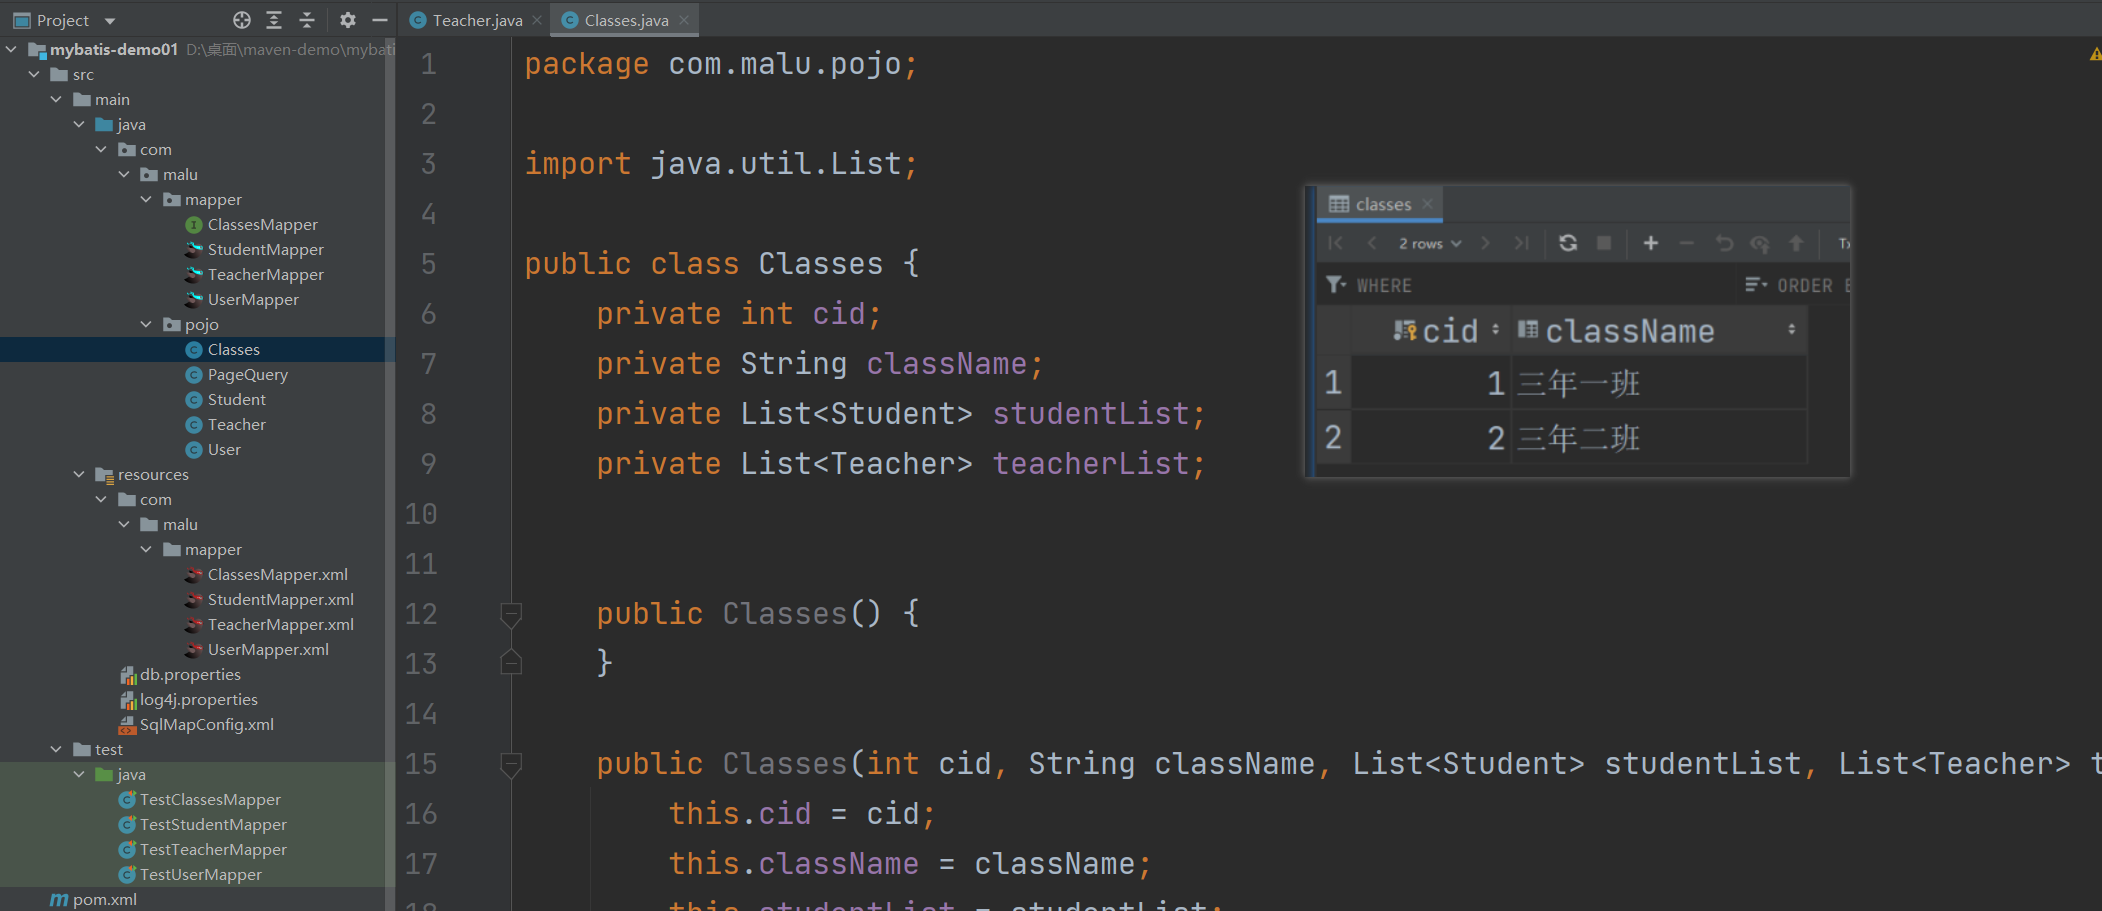 Project
mybatis-demo01 D:\桌面\maven-demo\mybati
src
main
java
com
malu
mapper
ClassesMapper
StudentMapper
TeacherMapper
UserMapper
pojo
Classes
PageQuery
Student
Teacher
User
resources
com
malu
mapper
ClassesMapper.xml
StudentMapper.xml
TeacherMapper.xml
UserMapper.xml
db.properties
log4j.properties
SqlMapConfig.xml
test
java
TestClassesMapper
TestStudentMapper
TestTeacherMapper
TestUserMapper
pom.xml
Teacher.java Classes.java
1 package com.malu.pojo;
2
3 import java.util.List;
4
5 public class Classes {
6 private int cid;
7 private String className;
8 private List<Student> studentList;
9 private List<Teacher> teacherList;
10
11
12 public Classes() {
13 }
14
15 public Classes(int cid, String className, List<Student> studentList, List<Teacher> t
16 this.cid = cid;
17 this.className = className;
18 this.studentList = studentList;
classes
2 rows Tx
WHERE ORDER B
cid className
1 1 三年一班
2 2 三年二班